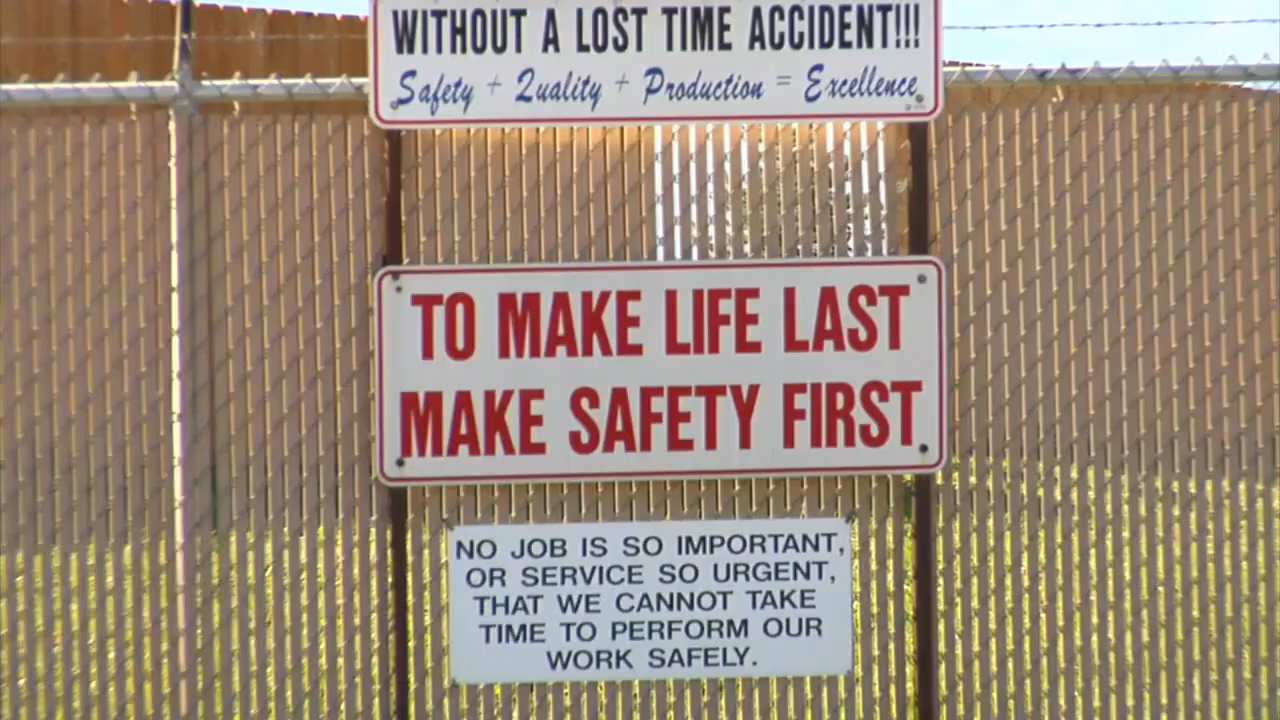 WITHOUT A LOST TIME ACCIDENT!!!
Safety + Quality + Production = Excellence
TO MAKE LIFE LAST
MAKE SAFETY FIRST
NO JOB IS SO IMPORTANT,
OR SERVICE SO URGENT,
THAT WE CANNOT TAKE
TIME TO PERFORM OUR
WORK SAFELY.